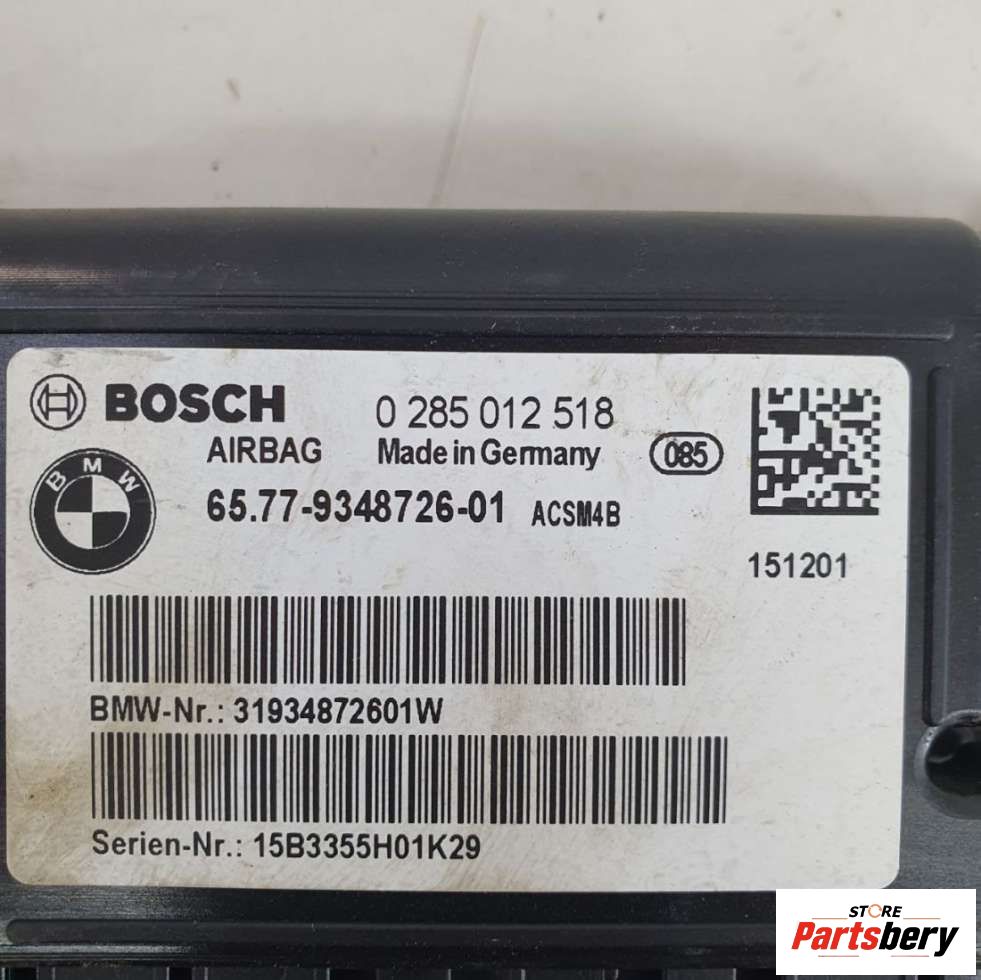 BOSCH 0 285 012 518
AIRBAG Made in Germany 085
BMW 65.77-9348726-01 ACSM4B
151201
BMW-Nr.: 31934872601W
Serien-Nr.: 15B3355H01K29
STORE
Partsbery